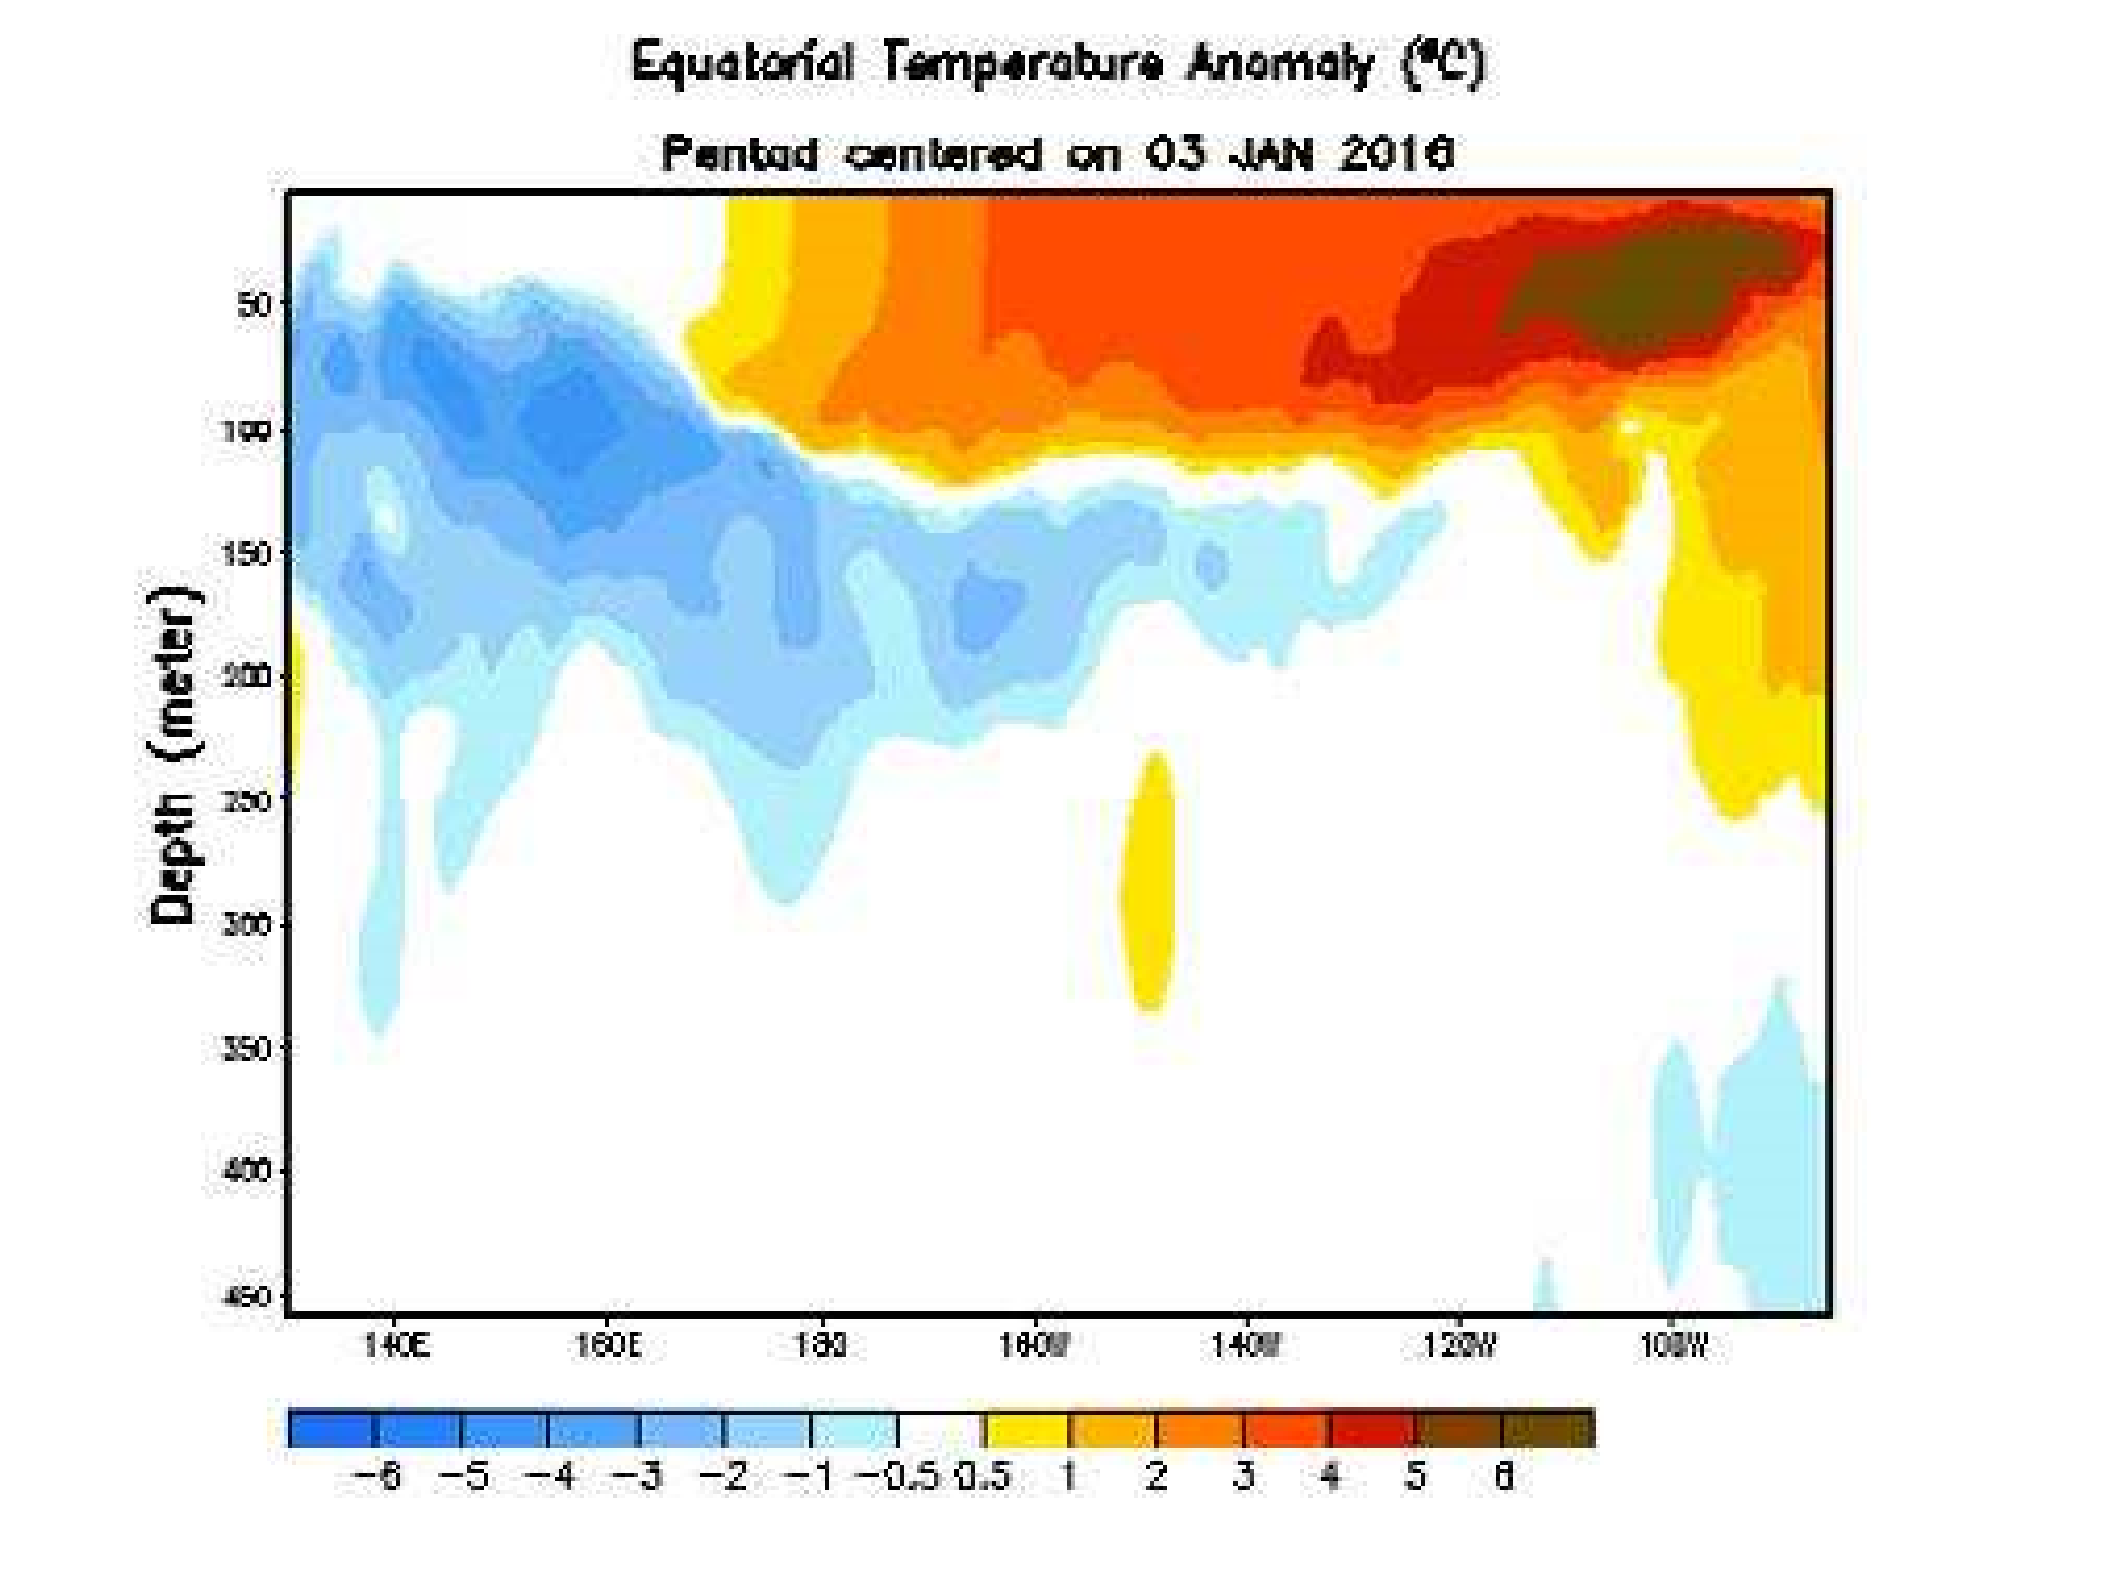 Equatorial Temperature Anomaly (°C)
Pentad centered on 03 JAN 2016
Depth (meter)
50
100
150
200
250
300
350
400
450
140E 160E 180 160W 140W 120W 100W
-6 -5 -4 -3 -2 -1 -0.5 0.5 1 2 3 4 5 6